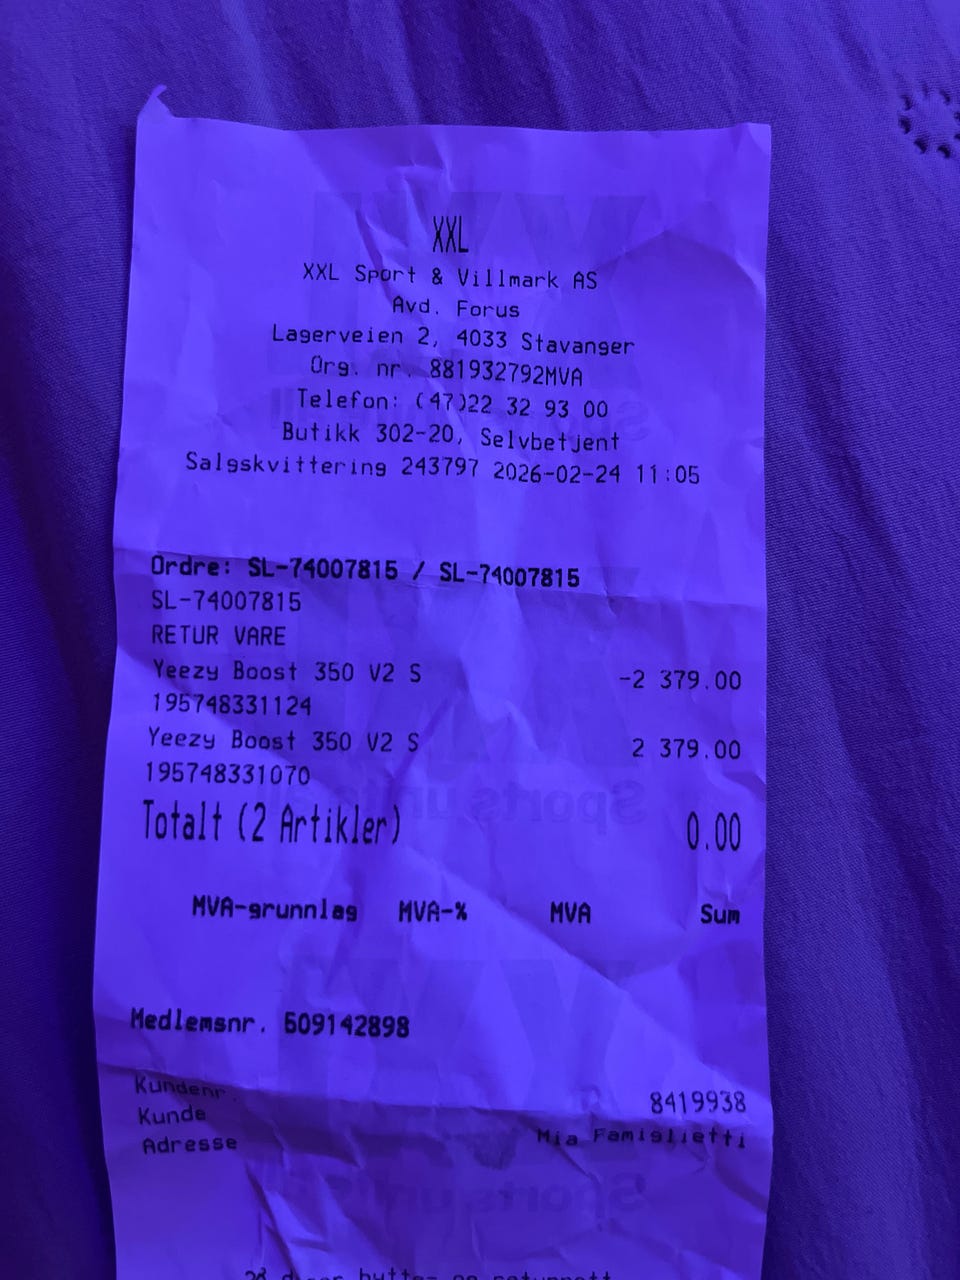 XXL
XXL Sport & Villmark AS
Avd. Forus
Lagerveien 2, 4033 Stavanger
Org. nr. 881932792MVA
Telefon: (47)22 32 93 00
Butikk 302-20, Selvbetjent
Salgskvittering 243797 2026-02-24 11:05
Ordre: SL-74007815 / SL-74007815
SL-74007815
RETUR VARE
Yeezy Boost 350 V2 S -2 379.00
195748331124
Yeezy Boost 350 V2 S 2 379.00
195748331070
Totalt (2 Artikler) 0.00
MVA-grunnlag MVA-% MVA Sum
Medlemsnr. 609142898
Kundenr. 8419938
Kunde Mia Famiglietti
Adresse